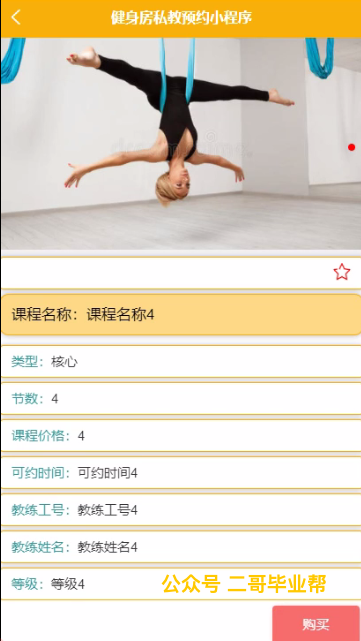 健身房私教预约小程序
课程名称：课程名称4
类型：核心
节数：4
课程价格：4
可约时间：可约时间4
教练工号：教练工号4
教练姓名：教练姓名4
等级：等级4
公众号 二哥毕业帮
购买